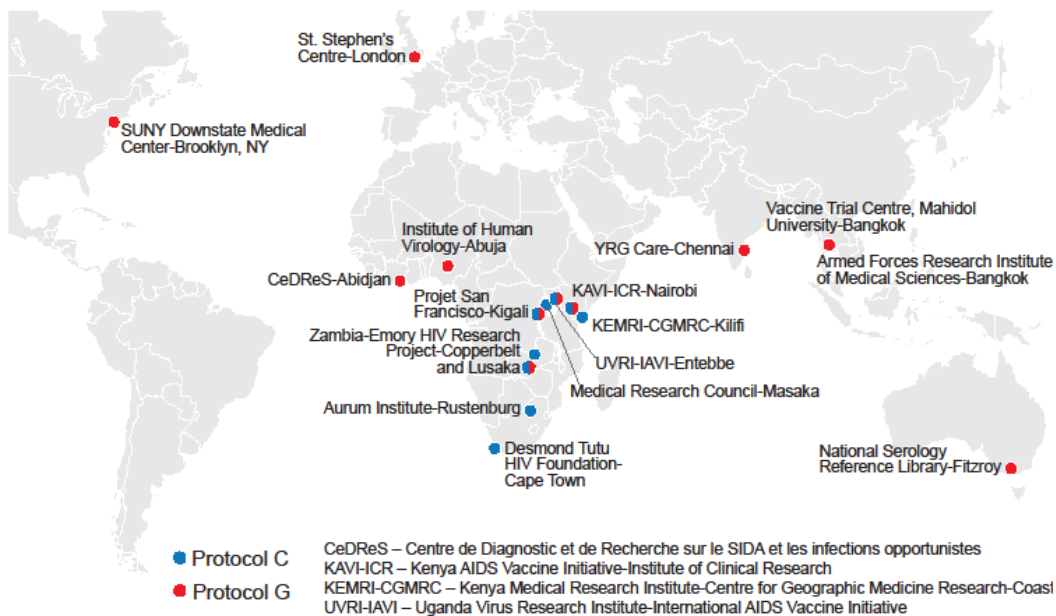 St. Stephen's
Centre-London
SUNY Downstate Medical
Center-Brooklyn, NY
Institute of Human
Virology-Abuja
CeDReS-Abidjan
Projet San
Francisco-Kigali
Zambia-Emory HIV Research
Project-Copperbelt
and Lusaka
Aurum Institute-Rustenburg
Desmond Tutu
HIV Foundation-
Cape Town
YRG Care-Chennai
KAVI-ICR-Nairobi
KEMRI-CGMRC-Kilifi
UVRI-IAVI-Entebbe
Medical Research Council-Masaka
Vaccine Trial Centre, Mahidol
University-Bangkok
Armed Forces Research Institute
of Medical Sciences-Bangkok
National Serology
Reference Library-Fitzroy
Protocol C
Protocol G
CeDReS – Centre de Diagnostic et de Recherche sur le SIDA et les infections opportunistes
KAVI-ICR – Kenya AIDS Vaccine Initiative-Institute of Clinical Research
KEMRI-CGMRC – Kenya Medical Research Institute-Centre for Geographic Medicine Research-Coast
UVRI-IAVI – Uganda Virus Research Institute-International AIDS Vaccine Initiative